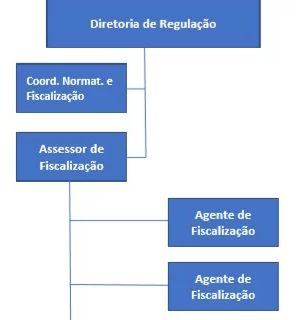 Diretoria de Regulação
Coord. Normat. e
Fiscalização
Assessor de
Fiscalização
Agente de
Fiscalização
Agente de
Fiscalização